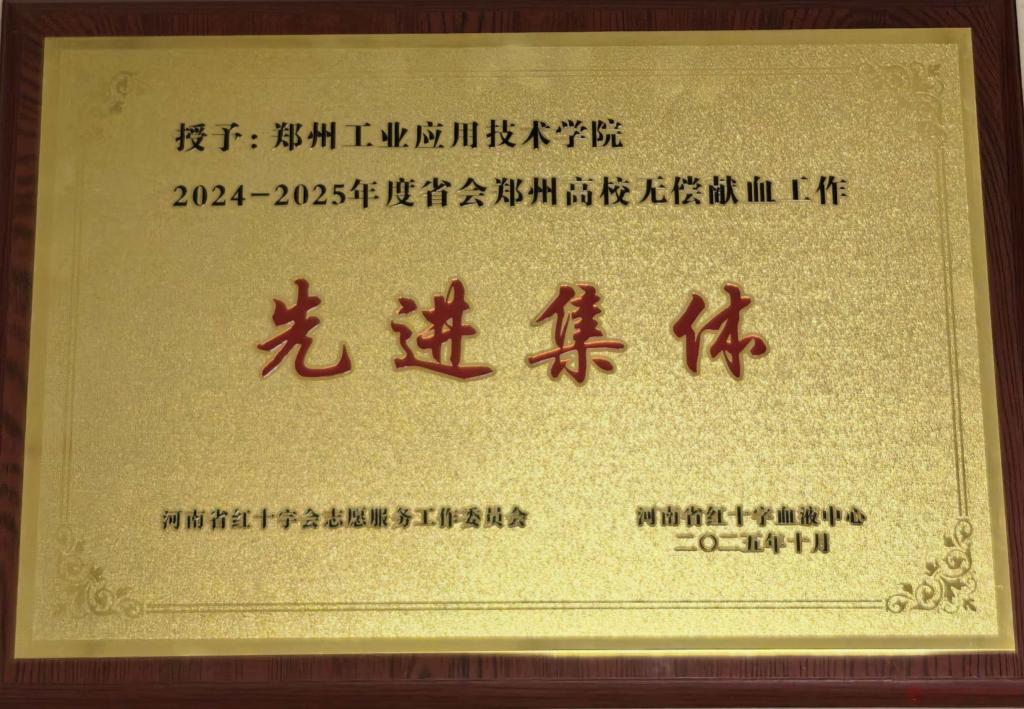 授予：郑州工业应用技术学院
2024-2025年度省会郑州高校无偿献血工作
先进集体
河南省红十字会志愿服务工作委员会
河南省红十字血液中心
二〇二五年十月